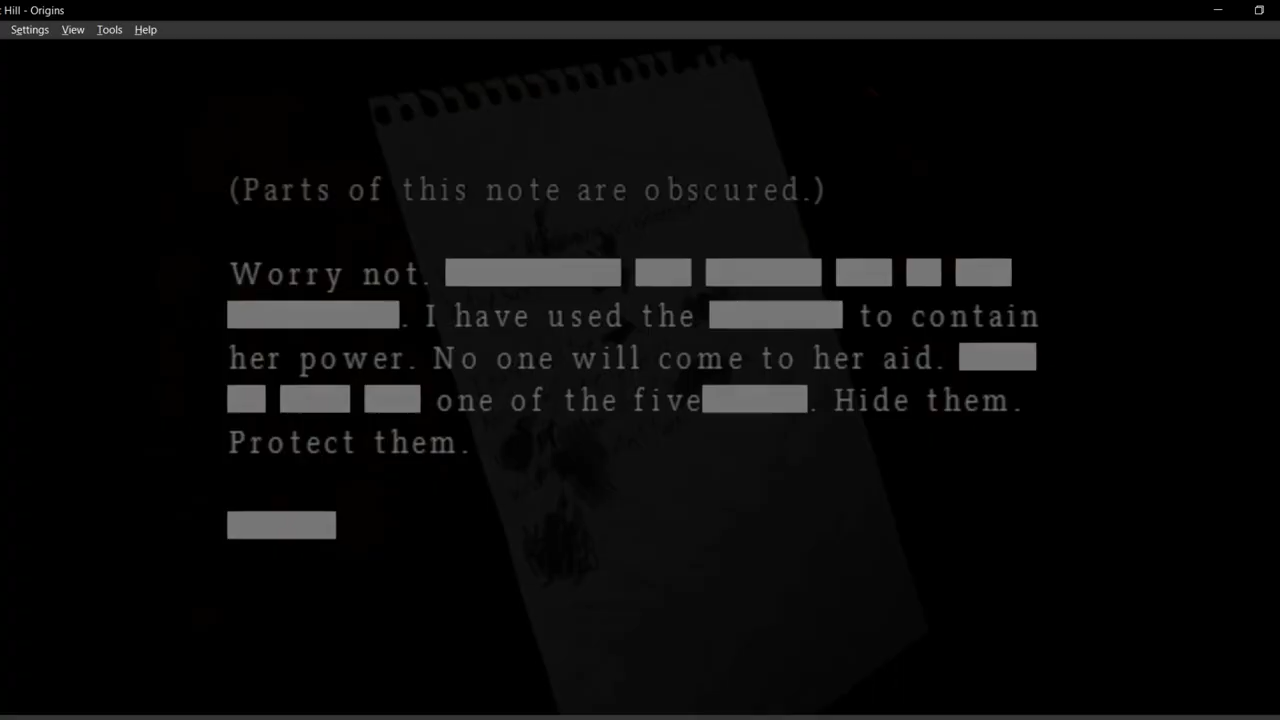 : Hill - Origins
Settings View Tools Help
(Parts of this note are obscured.)
Worry not.
. I have used the to contain
her power. No one will come to her aid.
one of the five . Hide them.
Protect them.